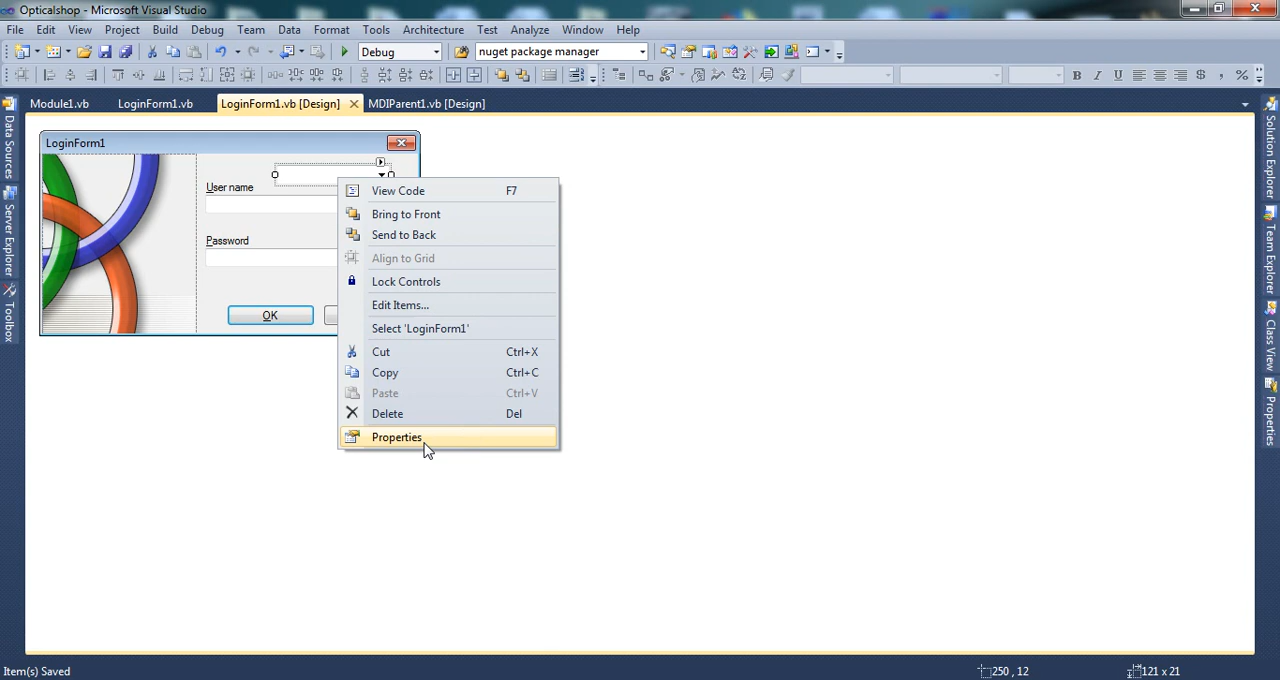 Opticalshop - Microsoft Visual Studio
File Edit View Project Build Debug Team Data Tools Format Architecture Test Analyze Window Help
Debug nuget package manager
B I U $ , %
Module1.vb LoginForm1.vb LoginForm1.vb [Design] MDIParent1.vb [Design]
Data Sources
Server Explorer
Toolbox
LoginForm1
User name
Password
OK
View Code F7
Bring to Front
Send to Back
Align to Grid
Lock Controls
Edit Items...
Select 'LoginForm1'
Cut Ctrl+X
Copy Ctrl+C
Paste Ctrl+V
Delete Del
Properties
Solution Explorer
Team Explorer
Class View
Properties
Item(s) Saved 250 , 12 121 x 21